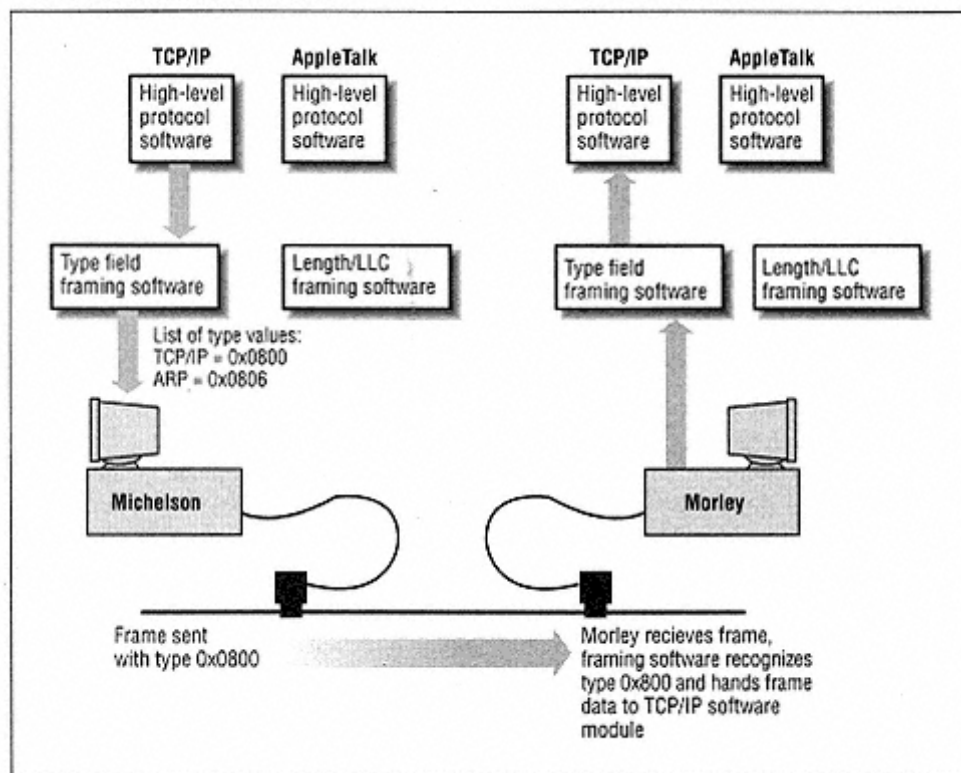 TCP/IP
AppleTalk
TCP/IP
AppleTalk
High-level
protocol
software
High-level
protocol
software
High-level
protocol
software
High-level
protocol
software
Type field
framing software
Length/LLC
framing software
Type field
framing software
Length/LLC
framing software
List of type values:
TCP/IP = 0x0800
ARP = 0x0806
Michelson
Morley
Frame sent
with type 0x0800
Morley recieves frame,
framing software recognizes
type 0x800 and hands frame
data to TCP/IP software
module